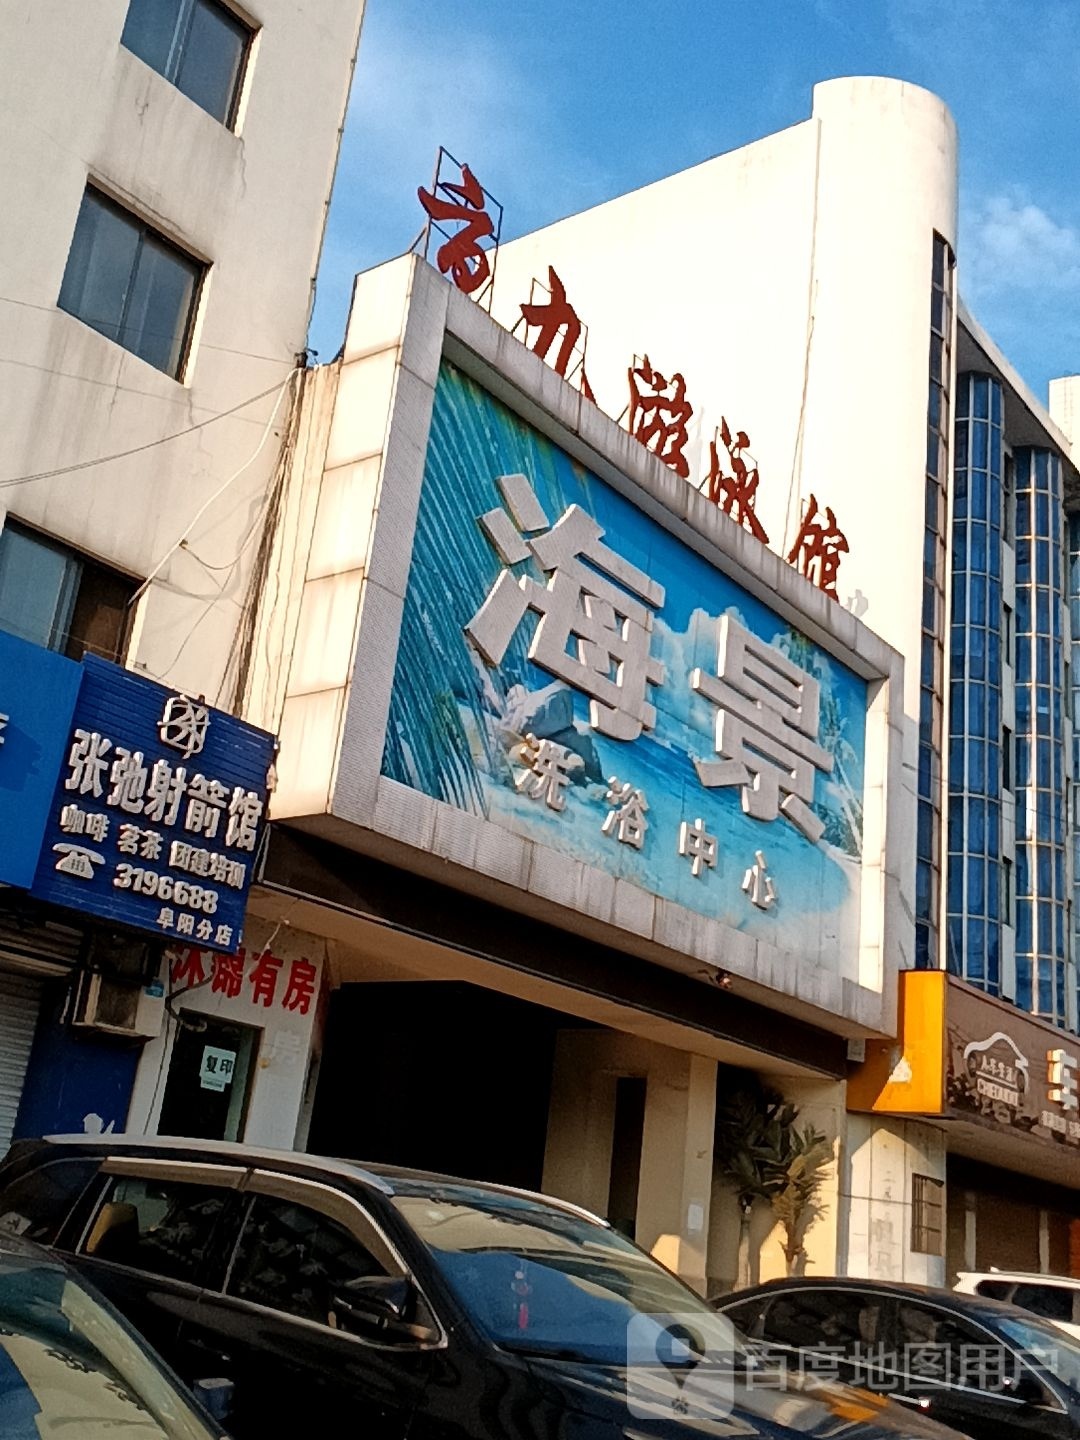 游泳馆
海景
洗浴中心
张弛射箭馆
咖啡 茗茶 团建培训
3196688
阜阳分店
有房
复印
车
百度地图用户